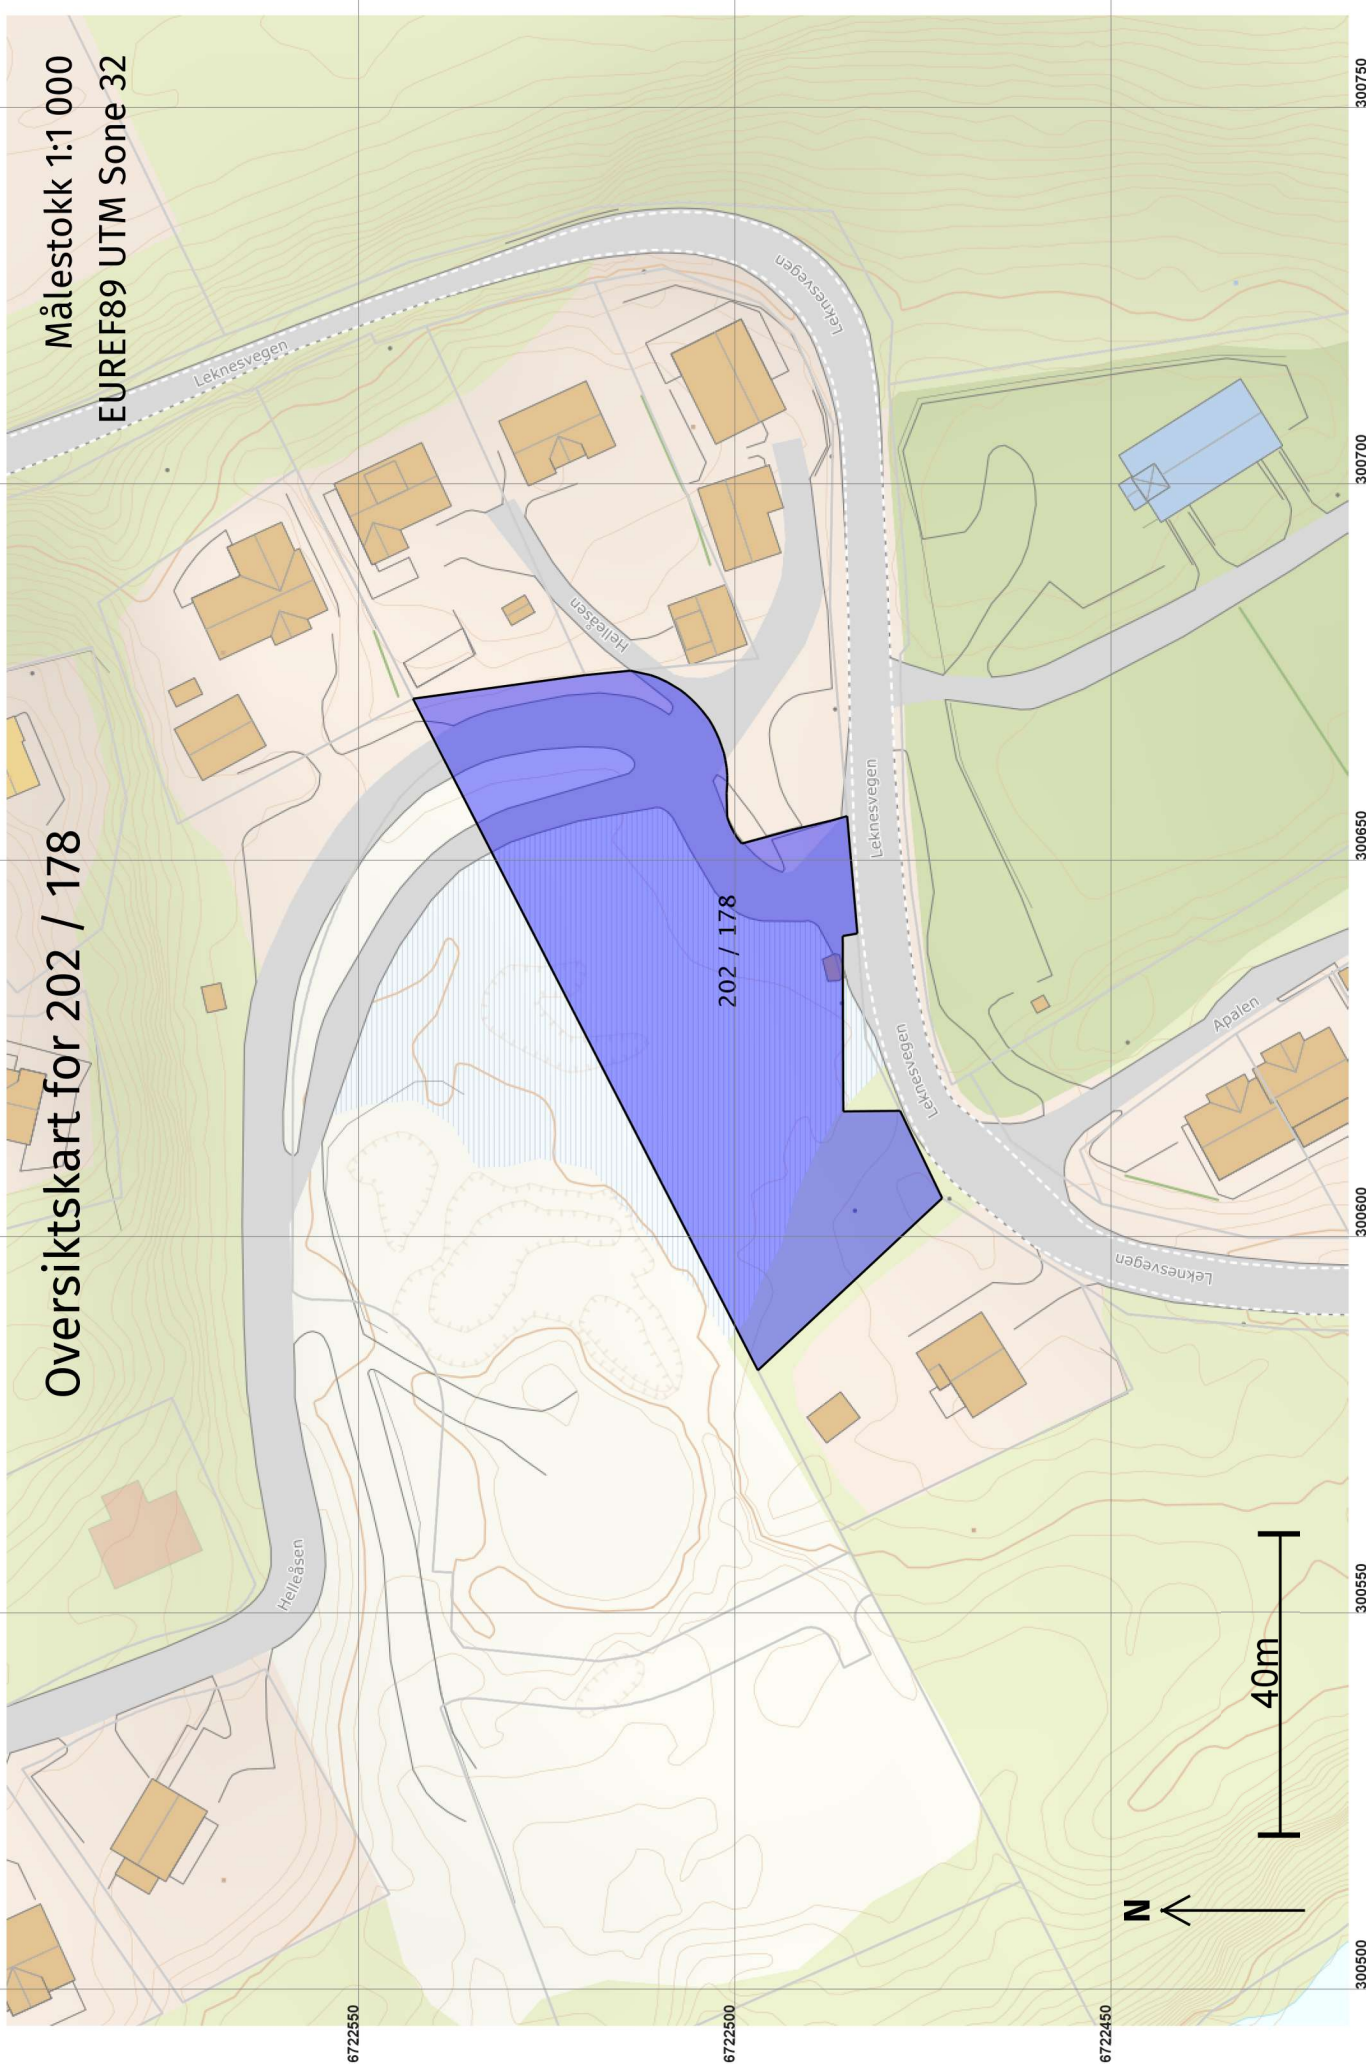 Oversiktskart for 202 / 178
Målestokk 1:1 000
EUREF89 UTM Sone 32
Leknesvegen
Leknesvegen
Helleåsen
Leknesvegen
202 / 178
Leknesvegen
Apalen
Leknesvegen
Helleåsen
40m
N
6722550
6722500
6722450
300500
300550
300600
300650
300700
300750